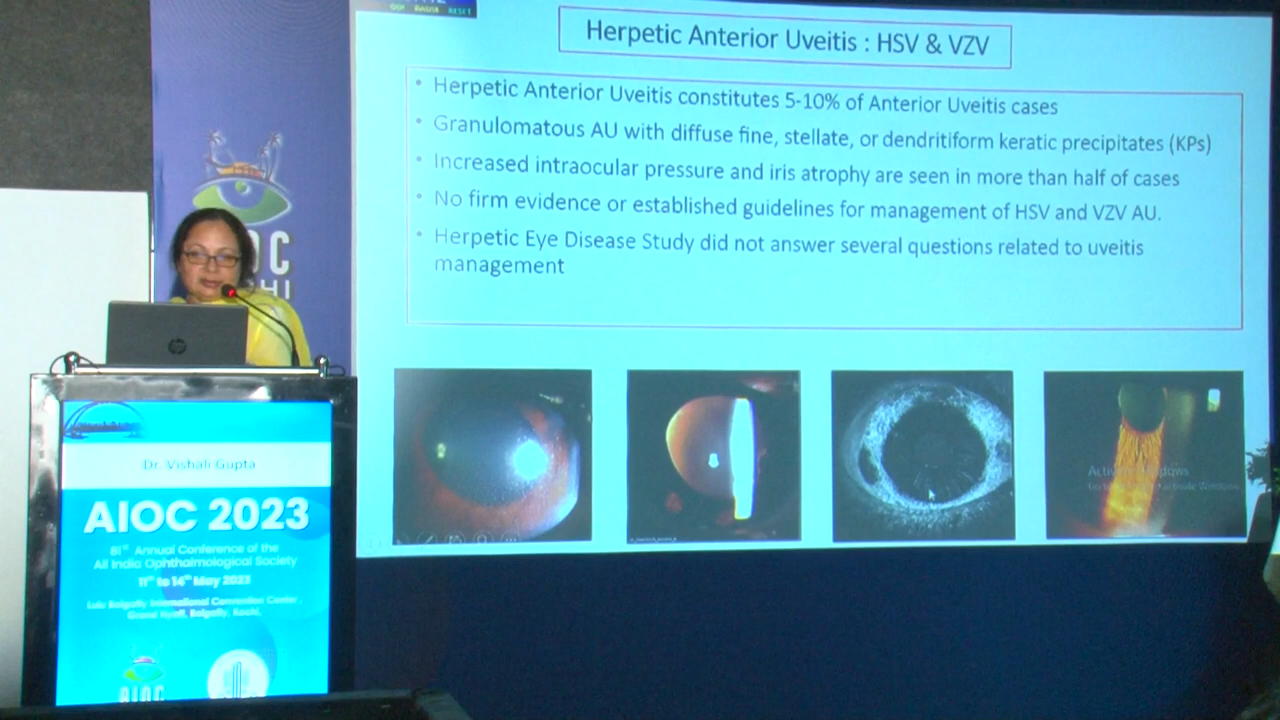 Herpetic Anterior Uveitis : HSV & VZV
• Herpetic Anterior Uveitis constitutes 5-10% of Anterior Uveitis cases
• Granulomatous AU with diffuse fine, stellate, or dendritiform keratic precipitates (KPs)
• Increased intraocular pressure and iris atrophy are seen in more than half of cases
• No firm evidence or established guidelines for management of HSV and VZV AU.
• Herpetic Eye Disease Study did not answer several questions related to uveitis
management
Dr. Vishali Gupta
AIOC 2023
81st Annual Conference of the
All India Ophthalmological Society
11th to 14th May 2023
Lulu Bolgatty International Convention Center,
Grand Hyatt, Bolgatty, Kochi.
AIOC
hp